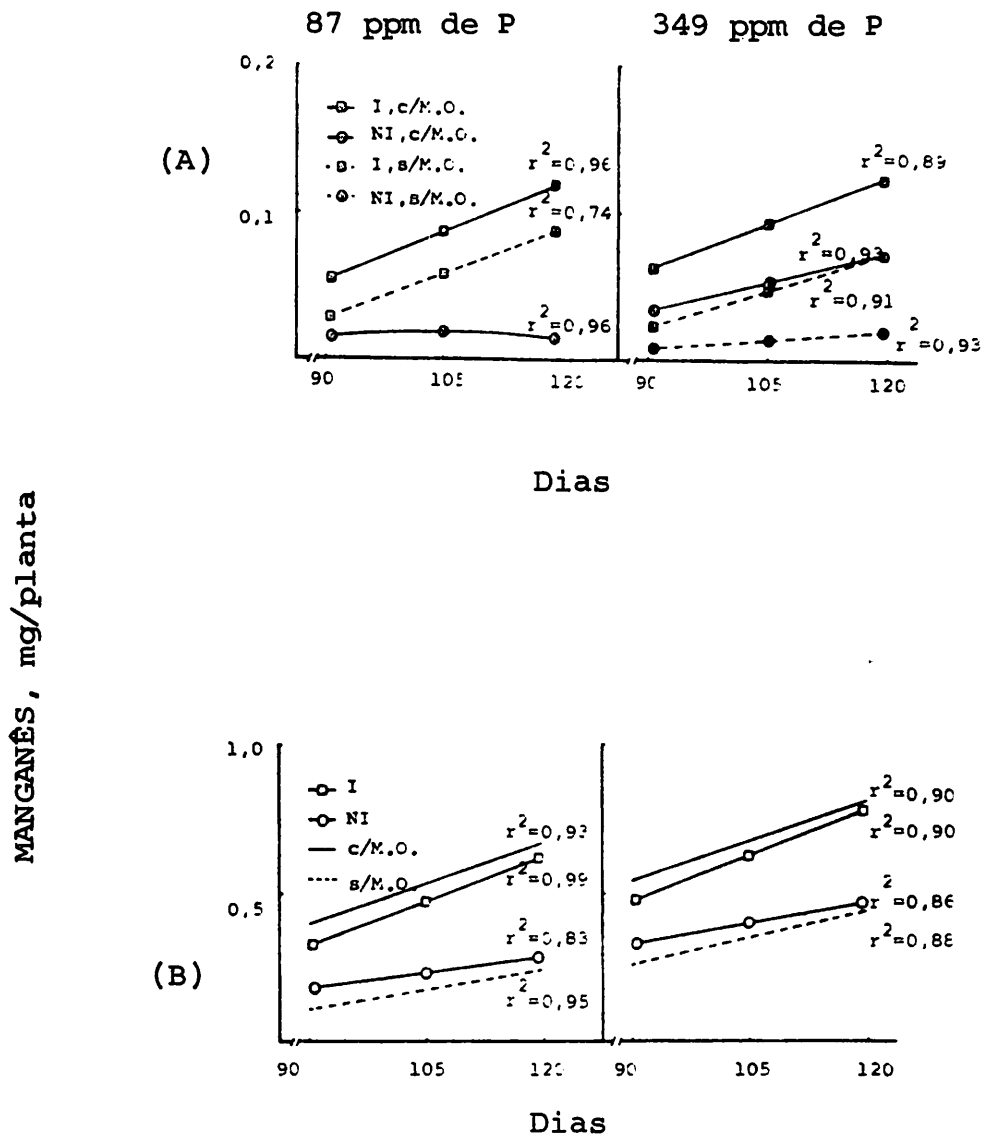 87 ppm de P
349 ppm de P
(A)
0,2
0,1
I,c/M.O.
NI,c/M.O.
I,s/M.O.
NI,s/M.O.
r²=0,96
r²=0,74
r²=0,96
r²=0,89
r²=0,93
r²=0,91
r²=0,93
90
105
90
105
120
Dias
MANGANÊS, mg/planta
(B)
1,0
0,5
I
NI
c/M.O.
s/M.O.
r²=0,93
r²=0,99
r²=0,83
r²=0,95
r²=0,90
r²=0,90
r²=0,86
r²=0,88
90
105
120
90
105
120
Dias